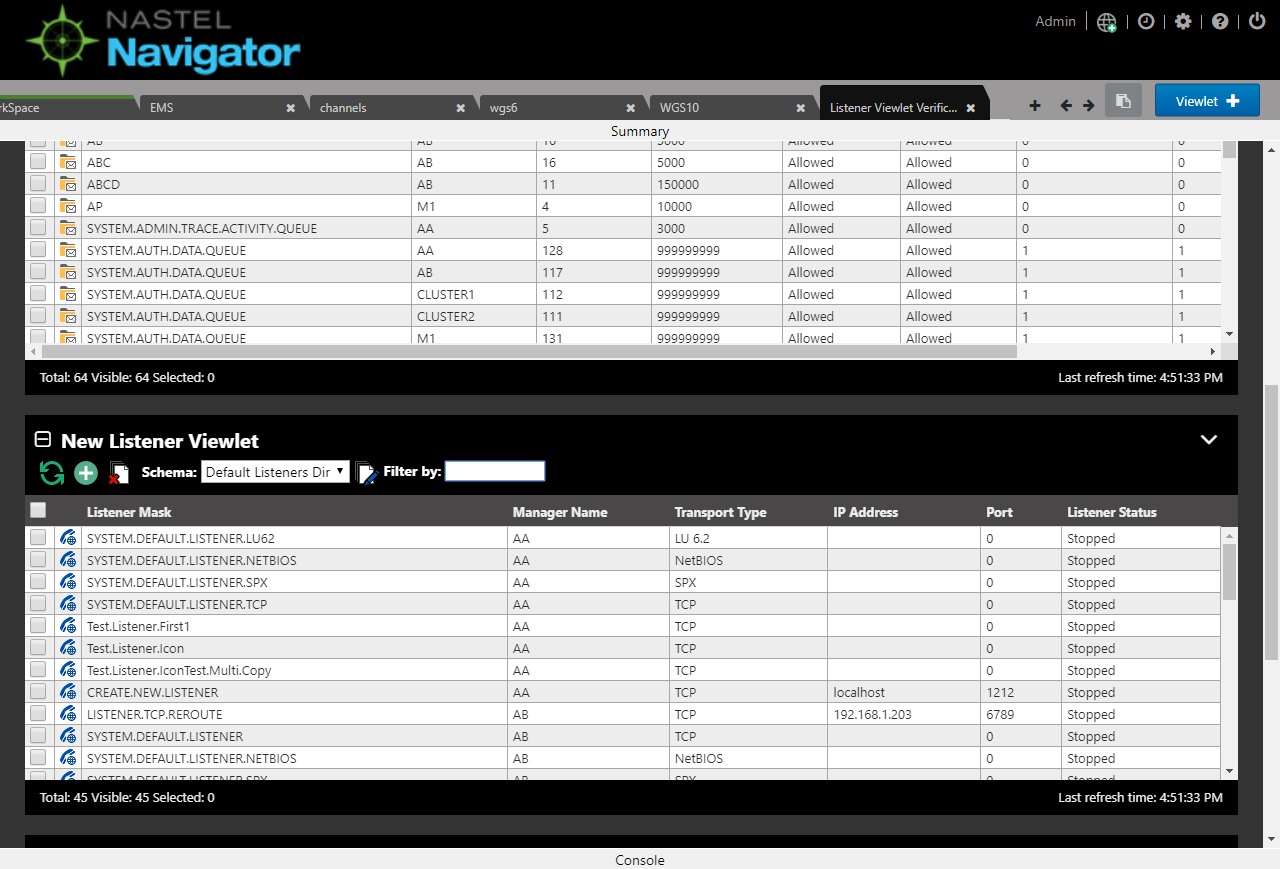 NASTEL
Navigator
Admin
rkSpace
EMS
channels
wgs6
WGS10
Listener Viewlet Verific...
Viewlet
Summary
AB AB 16 5000 Allowed Allowed 0 0
ABC AB 16 5000 Allowed Allowed 0 0
ABCD AB 11 150000 Allowed Allowed 0 0
AP M1 4 10000 Allowed Allowed 0 0
SYSTEM.ADMIN.TRACE.ACTIVITY.QUEUE AA 5 3000 Allowed Allowed 0 0
SYSTEM.AUTH.DATA.QUEUE AA 128 999999999 Allowed Allowed 1 1
SYSTEM.AUTH.DATA.QUEUE AB 117 999999999 Allowed Allowed 1 1
SYSTEM.AUTH.DATA.QUEUE CLUSTER1 112 999999999 Allowed Allowed 1 1
SYSTEM.AUTH.DATA.QUEUE CLUSTER2 111 999999999 Allowed Allowed 1 1
SYSTEM.AUTH.DATA.QUEUE M1 131 999999999 Allowed Allowed 1 1
Total: 64 Visible: 64 Selected: 0
Last refresh time: 4:51:33 PM
New Listener Viewlet
Schema: Default Listeners Dir Filter by:
Listener Mask Manager Name Transport Type IP Address Port Listener Status
SYSTEM.DEFAULT.LISTENER.LU62 AA LU 6.2 0 Stopped
SYSTEM.DEFAULT.LISTENER.NETBIOS AA NetBIOS 0 Stopped
SYSTEM.DEFAULT.LISTENER.SPX AA SPX 0 Stopped
SYSTEM.DEFAULT.LISTENER.TCP AA TCP 0 Stopped
Test.Listener.First1 AA TCP 0 Stopped
Test.Listener.Icon AA TCP 0 Stopped
Test.Listener.IconTest.Multi.Copy AA TCP 0 Stopped
CREATE.NEW.LISTENER AA TCP localhost 1212 Stopped
LISTENER.TCP.REROUTE AB TCP 192.168.1.203 6789 Stopped
SYSTEM.DEFAULT.LISTENER AB TCP 0 Stopped
SYSTEM.DEFAULT.LISTENER.NETBIOS AB NetBIOS 0 Stopped
SYSTEM.DEFAULT.LISTENER.SPX AB SPX 0 Stopped
Total: 45 Visible: 45 Selected: 0
Last refresh time: 4:51:33 PM
Console